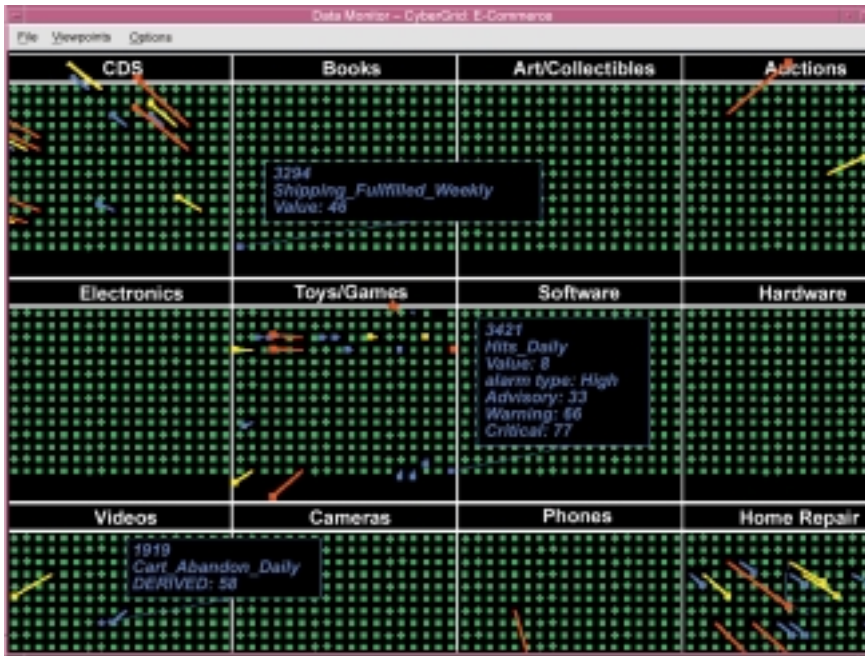 Data Monitor – CyberGrid: E-Commerce
File Viewpoints Options
CDS Books Art/Collectibles Auctions
3294
Shipping_Fullfilled_Weekly
Value: 46
Electronics Toys/Games Software Hardware
3421
Hits_Daily
Value: 8
alarm type: High
Advisory: 33
Warning: 66
Critical: 77
Videos Cameras Phones Home Repair
1919
Cart_Abandon_Daily
DERIVED: 58